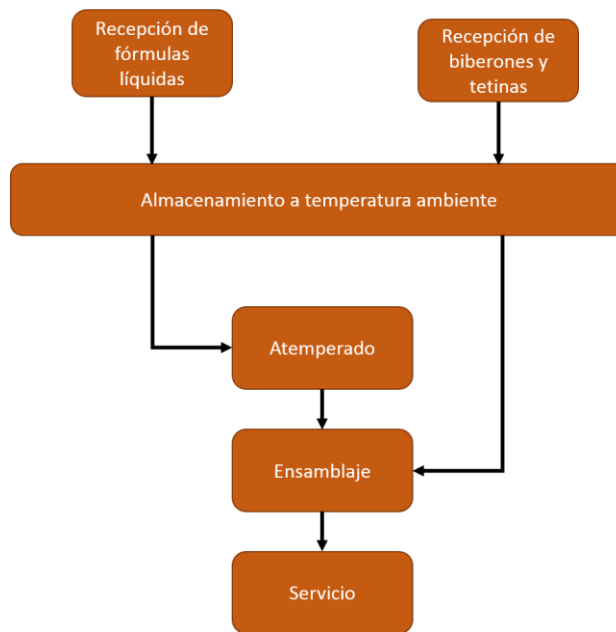 Recepción de
fórmulas
líquidas
Recepción de
biberones y
tetinas
Almacenamiento a temperatura ambiente
Atemperado
Ensamblaje
Servicio